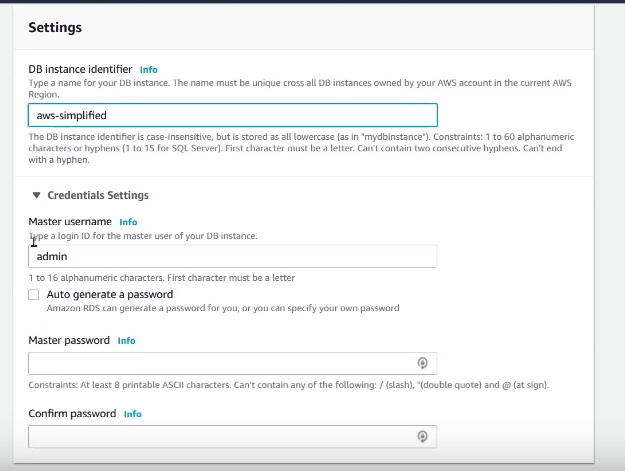 Settings
DB instance identifier Info
Type a name for your DB instance. The name must be unique cross all DB instances owned by your AWS account in the current AWS
Region.
aws-simplified
The DB instance identifier is case-insensitive, but is stored as all lowercase (as in "mydbinstance"). Constraints: 1 to 60 alphanumeric
characters or hyphens (1 to 15 for SQL Server). First character must be a letter. Can't contain two consecutive hyphens. Can't end
with a hyphen.
Credentials Settings
Master username Info
Type a login ID for the master user of your DB instance.
admin
1 to 16 alphanumeric characters. First character must be a letter
Auto generate a password
Amazon RDS can generate a password for you, or you can specify your own password
Master password Info
Constraints: At least 8 printable ASCII characters. Can't contain any of the following: / (slash), "(double quote) and @ (at sign).
Confirm password Info